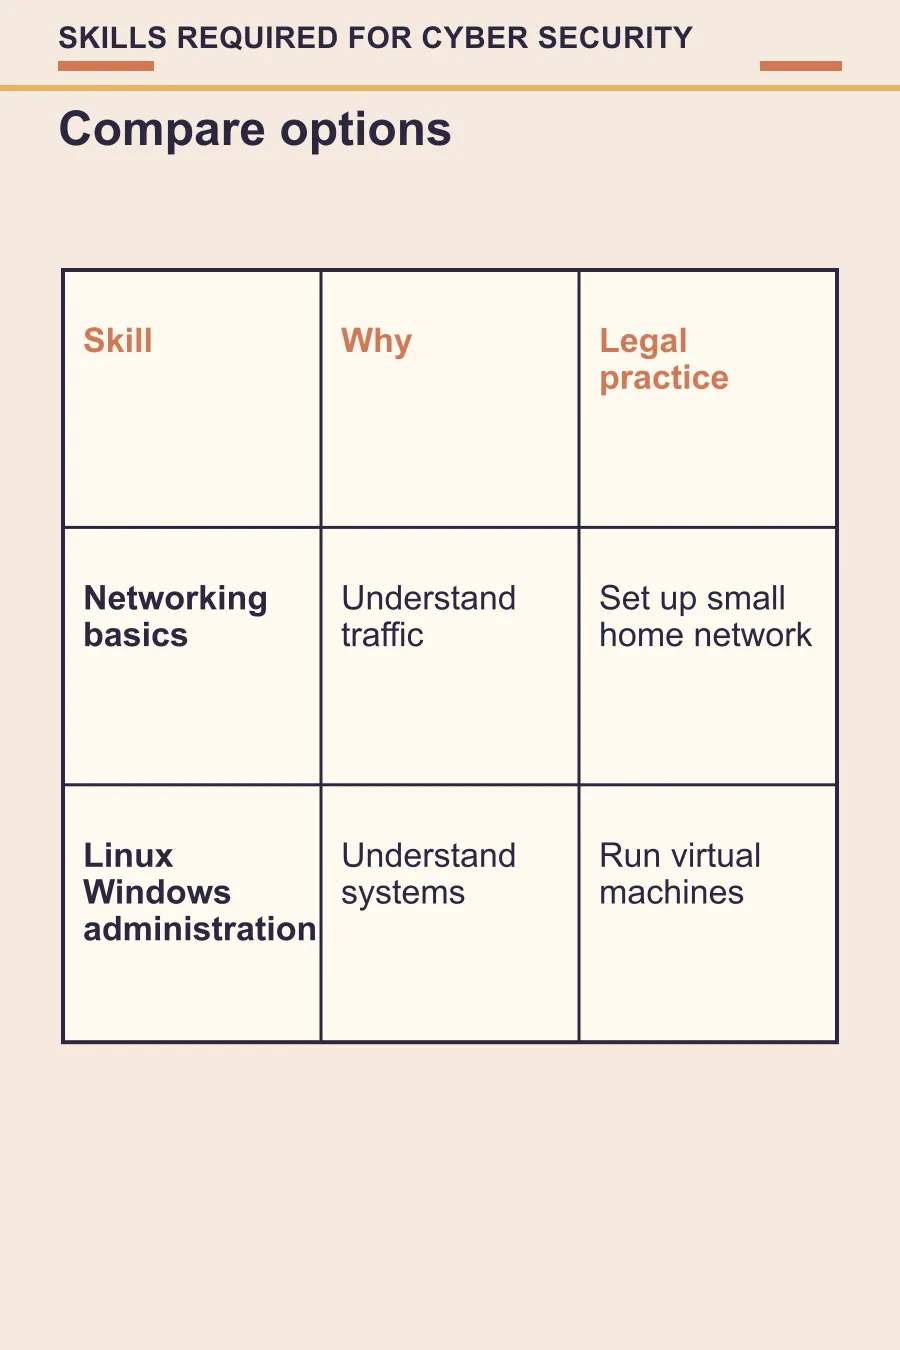 SKILLS REQUIRED FOR CYBER SECURITY
Compare options
Skill
Why
Legal
practice
Networking
basics
Understand
traffic
Set up small
home network
Linux
Windows
administration
Understand
systems
Run virtual
machines